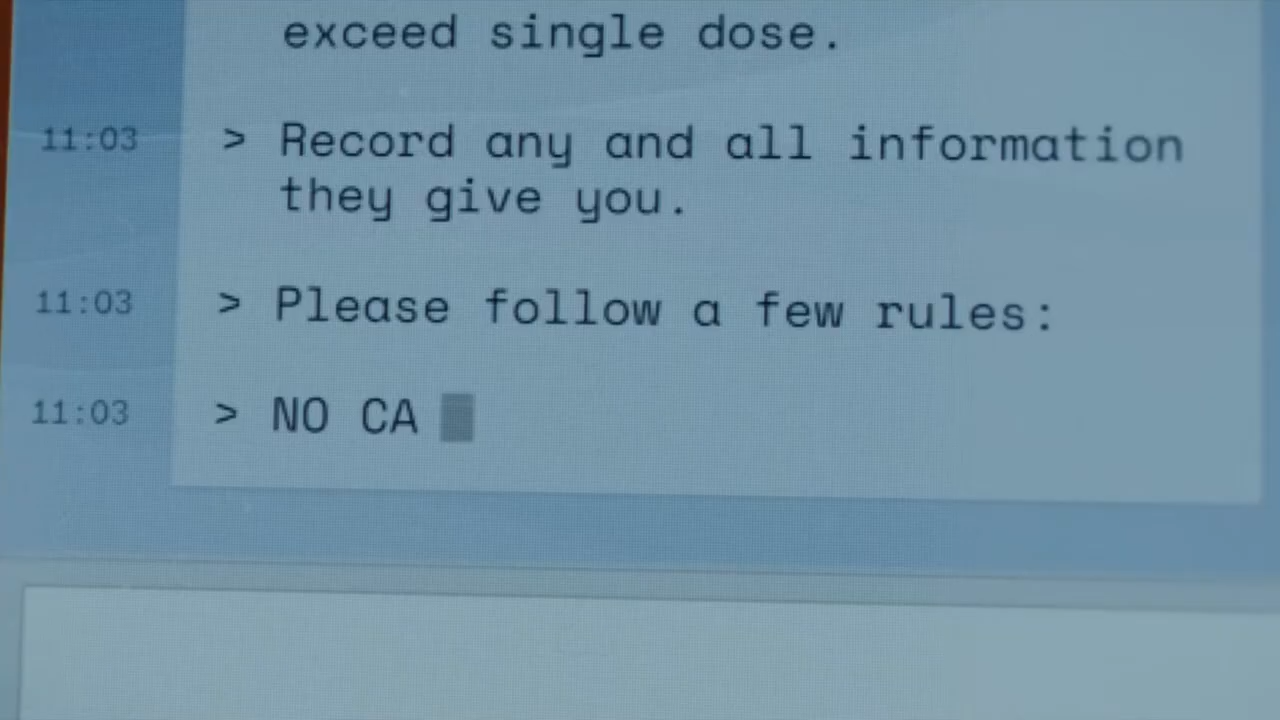 exceed single dose.
11:03 > Record any and all information
they give you.
11:03 > Please follow a few rules:
11:03 > NO CA